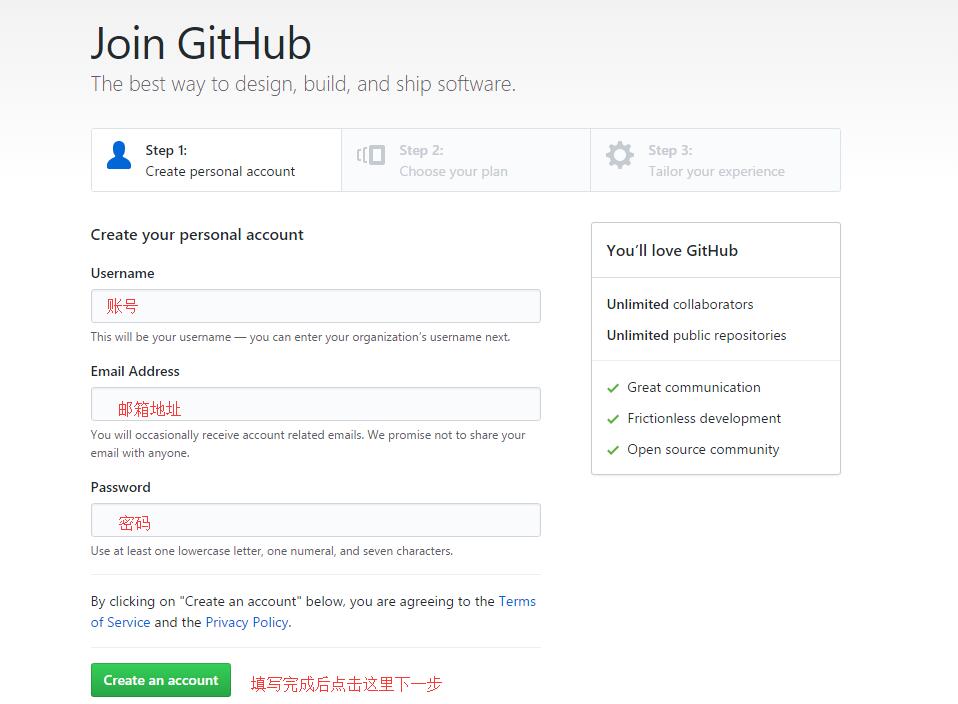 Join GitHub
The best way to design, build, and ship software.
Step 1:
Create personal account
Step 2:
Choose your plan
Step 3:
Tailor your experience
Create your personal account
Username
账号
This will be your username — you can enter your organization's username next.
Email Address
邮箱地址
You will occasionally receive account related emails. We promise not to share your
email with anyone.
Password
密码
Use at least one lowercase letter, one numeral, and seven characters.
By clicking on "Create an account" below, you are agreeing to the Terms
of Service and the Privacy Policy.
Create an account
填写完成后点击这里下一步
You'll love GitHub
Unlimited collaborators
Unlimited public repositories
Great communication
Frictionless development
Open source community